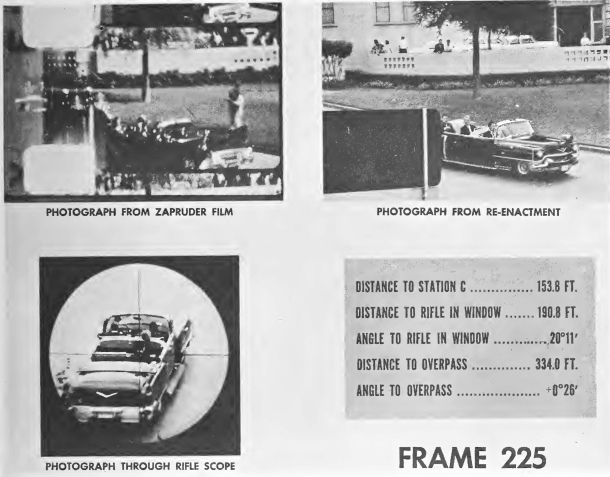 PHOTOGRAPH FROM ZAPRUDER FILM
PHOTOGRAPH FROM RE-ENACTMENT
PHOTOGRAPH THROUGH RIFLE SCOPE
DISTANCE TO STATION C .............. 153.8 FT.
DISTANCE TO RIFLE IN WINDOW ....... 190.8 FT.
ANGLE TO RIFLE IN WINDOW ............ 20°11′
DISTANCE TO OVERPASS .............. 334.0 FT.
ANGLE TO OVERPASS .................... +0°26′
FRAME 225